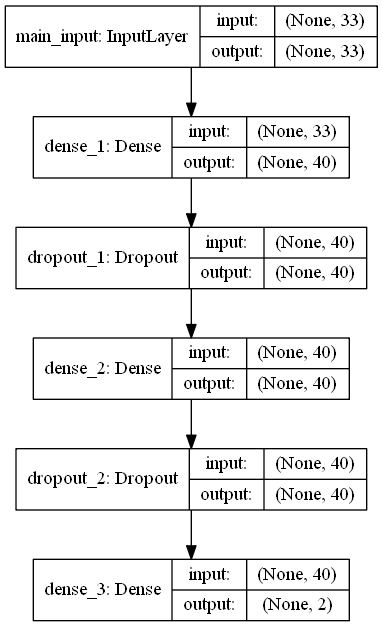 main_input: InputLayer
input: (None, 33)
output: (None, 33)
dense_1: Dense
input: (None, 33)
output: (None, 40)
dropout_1: Dropout
input: (None, 40)
output: (None, 40)
dense_2: Dense
input: (None, 40)
output: (None, 40)
dropout_2: Dropout
input: (None, 40)
output: (None, 40)
dense_3: Dense
input: (None, 40)
output: (None, 2)